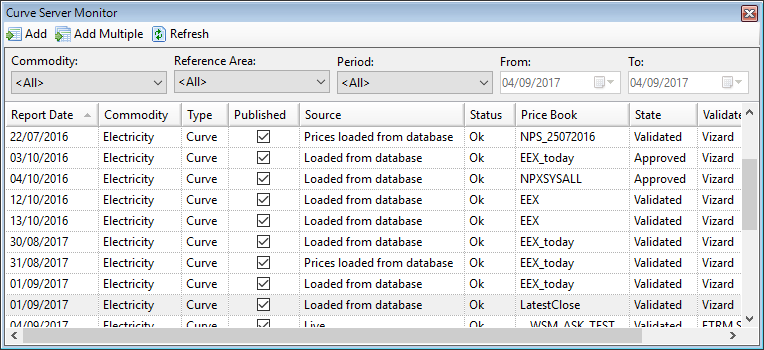 Curve Server Monitor
Add Add Multiple Refresh
Commodity: Reference Area: Period: From: To:
<All> <All> <All> 04/09/2017 04/09/2017
Report Date Commodity Type Published Source Status Price Book State Validate
22/07/2016 Electricity Curve Prices loaded from database Ok NPS_25072016 Validated Vizard
03/10/2016 Electricity Curve Loaded from database Ok EEX_today Approved Vizard
04/10/2016 Electricity Curve Loaded from database Ok NPXSYSALL Approved Vizard
12/10/2016 Electricity Curve Loaded from database Ok EEX Validated Vizard
13/10/2016 Electricity Curve Loaded from database Ok EEX Validated Vizard
30/08/2017 Electricity Curve Loaded from database Ok EEX_today Validated Vizard
31/08/2017 Electricity Curve Prices loaded from database Ok EEX_today Validated Vizard
01/09/2017 Electricity Curve Loaded from database Ok EEX_today Validated Vizard
01/09/2017 Electricity Curve Loaded from database Ok LatestClose Validated Vizard
04/09/2017 Electricity Curve Live Ok WSM_ASK_TEST Validated ETRM S